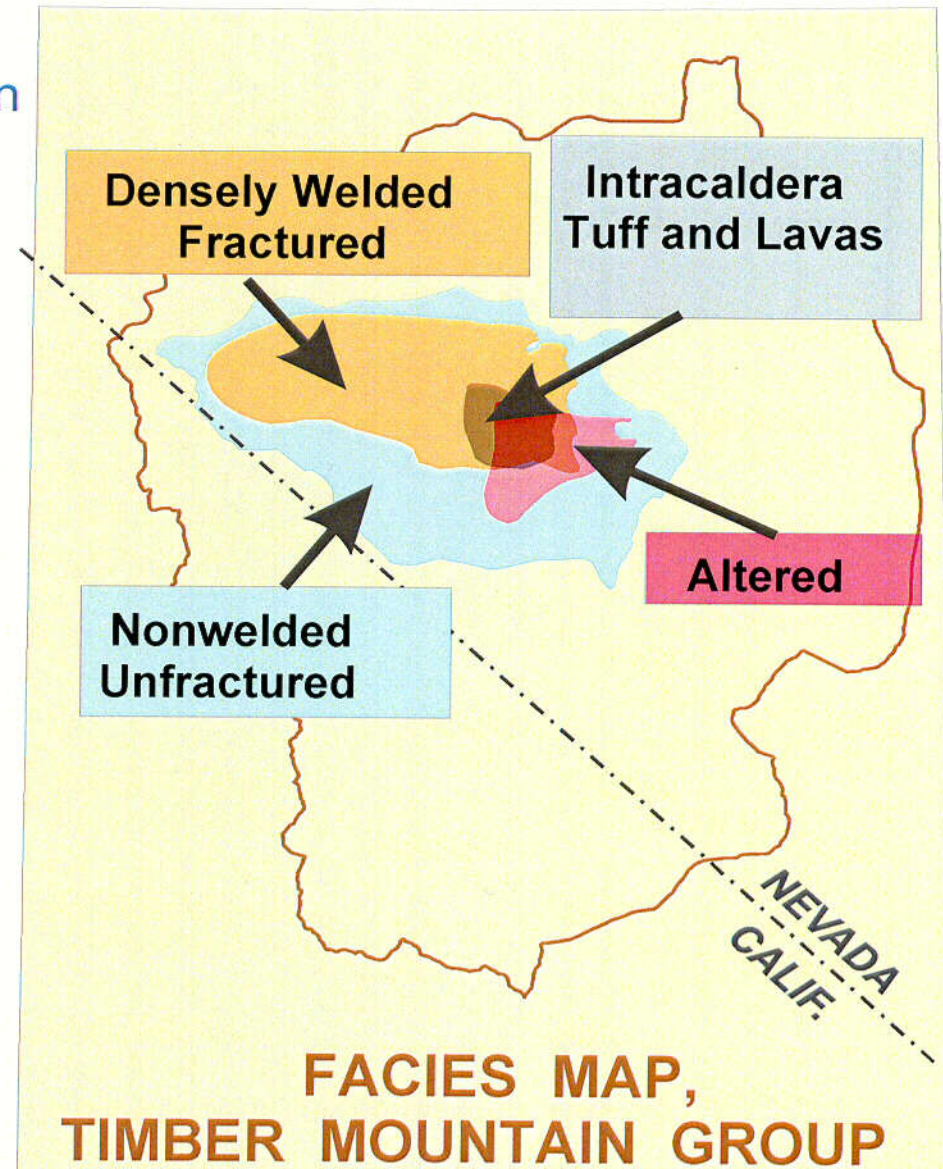 n
Densely Welded
Fractured
Intracaldera
Tuff and Lavas
Nonwelded
Unfractured
Altered
NEVADA
CALIF.
FACIES MAP,
TIMBER MOUNTAIN GROUP